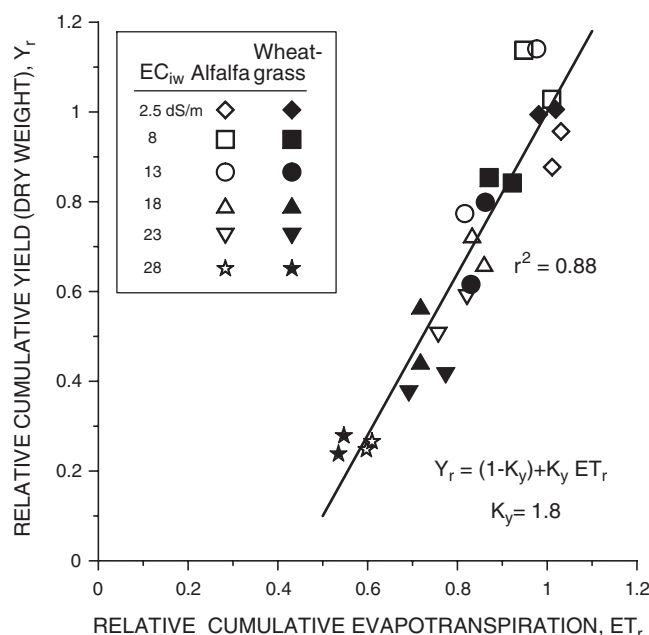 RELATIVE CUMULATIVE YIELD (DRY WEIGHT), Yr
1.2
1
0.8
0.6
0.4
0.2
0
Wheat-
ECiw Alfalfa grass
2.5 dS/m
8
13
18
23
28
r² = 0.88
Yr = (1-Ky)+Ky ETr
Ky= 1.8
0 0.2 0.4 0.6 0.8 1 1.2
RELATIVE CUMULATIVE EVAPOTRANSPIRATION, ETr